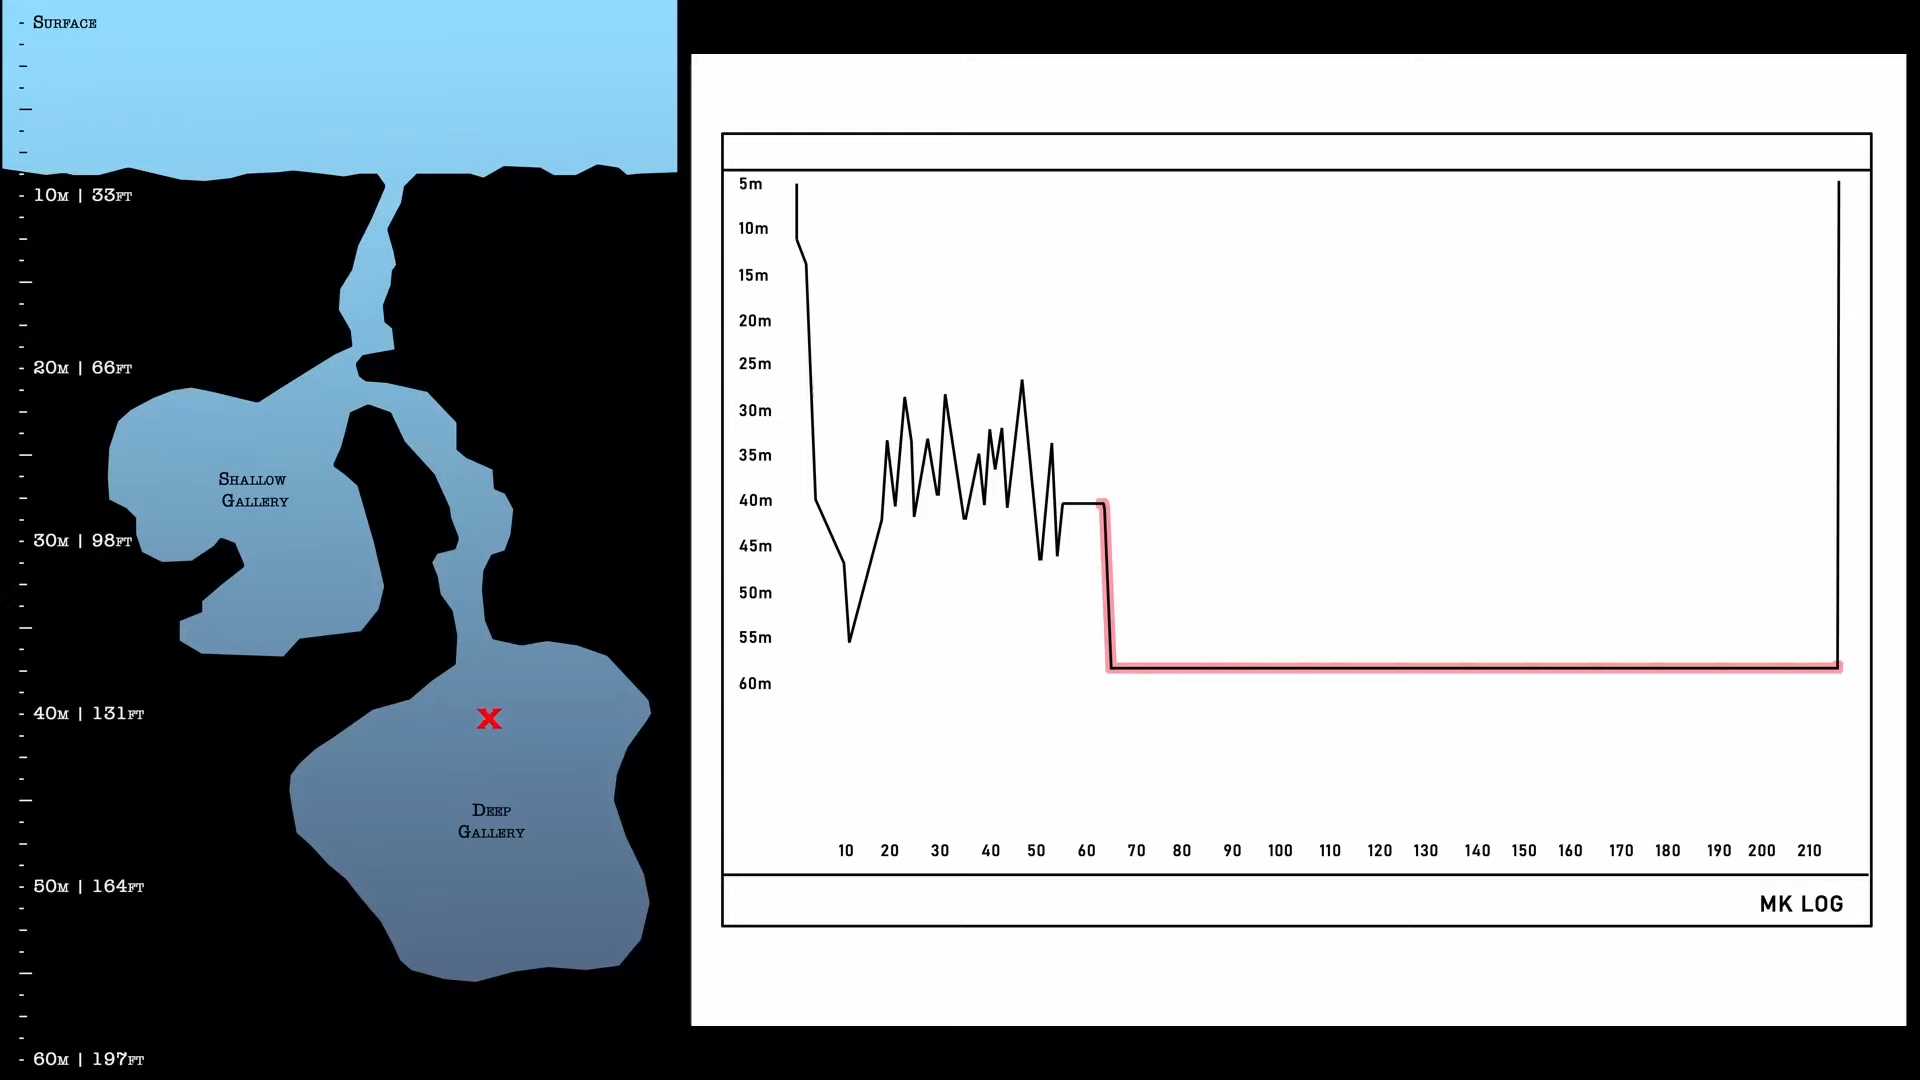 Surface
10m | 33ft
20m | 66ft
30m | 98ft
40m | 131ft
50m | 164ft
60m | 197ft
Shallow
Gallery
X
Deep
Gallery
5m
10m
15m
20m
25m
30m
35m
40m
45m
50m
55m
60m
10 20 30 40 50 60 70 80 90 100 110 120 130 140 150 160 170 180 190 200 210
MK LOG